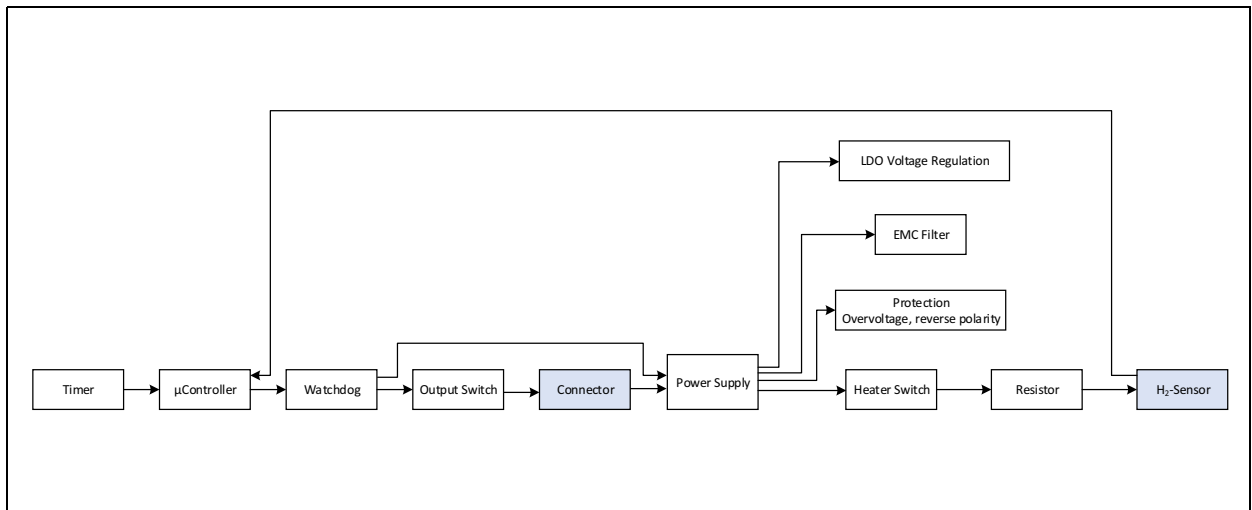 LDO Voltage Regulation
EMC Filter
Protection
Overvoltage, reverse polarity
Timer
µController
Watchdog
Output Switch
Connector
Power Supply
Heater Switch
Resistor
H₂-Sensor